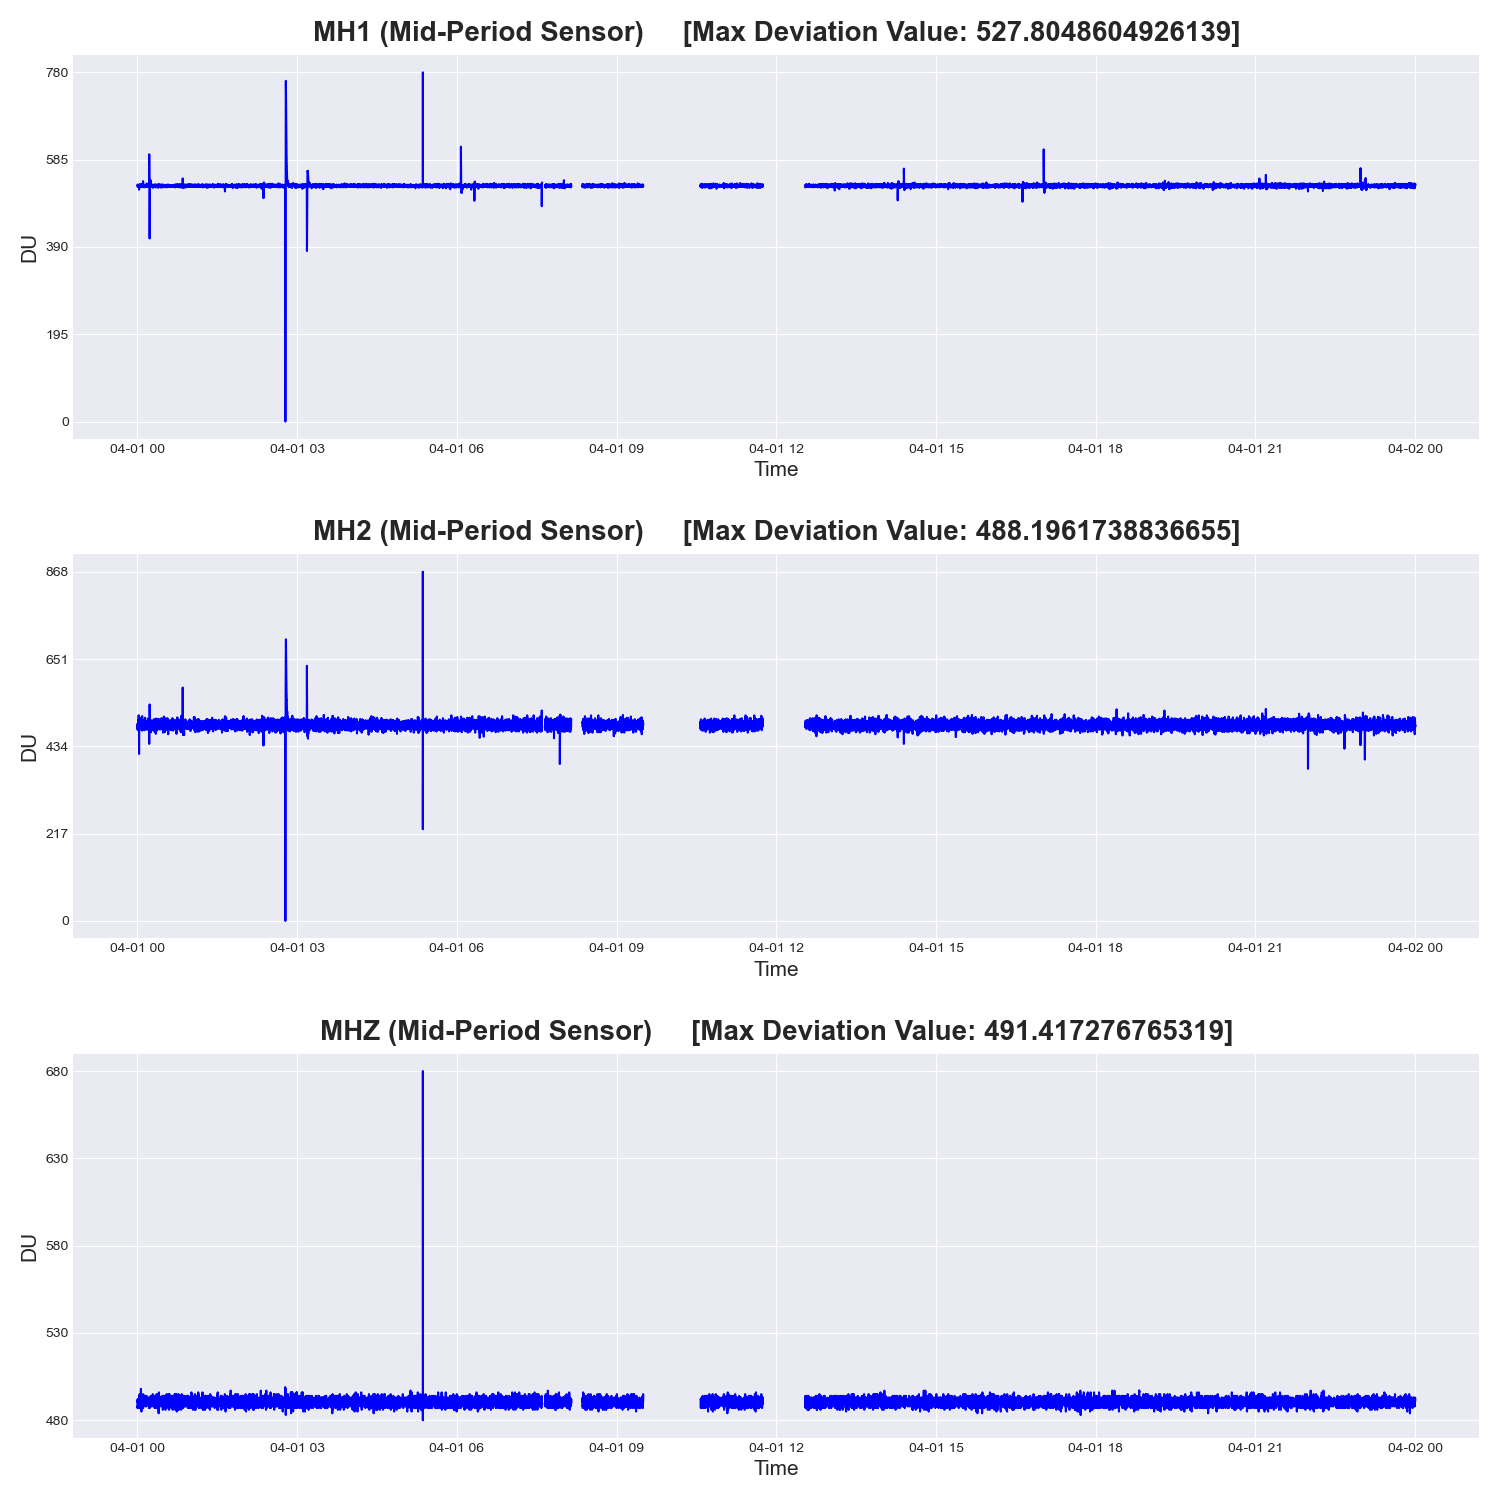 MH1 (Mid-Period Sensor) [Max Deviation Value: 527.8048604926139]
780
585
390
195
0
DU
04-01 00 04-01 03 04-01 06 04-01 09 04-01 12 04-01 15 04-01 18 04-01 21 04-02 00
Time
MH2 (Mid-Period Sensor) [Max Deviation Value: 488.1961738836655]
868
651
434
217
0
DU
04-01 00 04-01 03 04-01 06 04-01 09 04-01 12 04-01 15 04-01 18 04-01 21 04-02 00
Time
MHZ (Mid-Period Sensor) [Max Deviation Value: 491.417276765319]
680
630
580
530
480
DU
04-01 00 04-01 03 04-01 06 04-01 09 04-01 12 04-01 15 04-01 18 04-01 21 04-02 00
Time